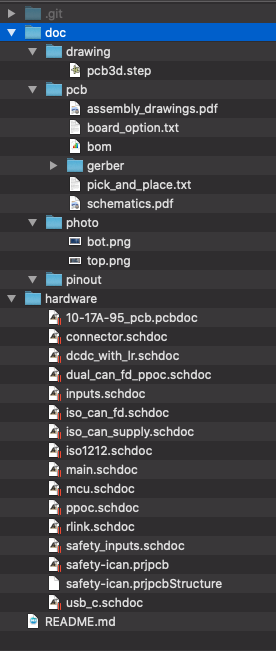 .git
doc
drawing
pcb3d.step
pcb
assembly_drawings.pdf
board_option.txt
bom
gerber
pick_and_place.txt
schematics.pdf
photo
bot.png
top.png
pinout
hardware
10-17A-95_pcb.pcbdoc
connector.schdoc
dcdc_with_lr.schdoc
dual_can_fd_ppoc.schdoc
inputs.schdoc
iso_can_fd.schdoc
iso_can_supply.schdoc
iso1212.schdoc
main.schdoc
mcu.schdoc
ppoc.schdoc
rlink.schdoc
safety_inputs.schdoc
safety-ican.prjpcb
safety-ican.prjpcbStructure
usb_c.schdoc
README.md